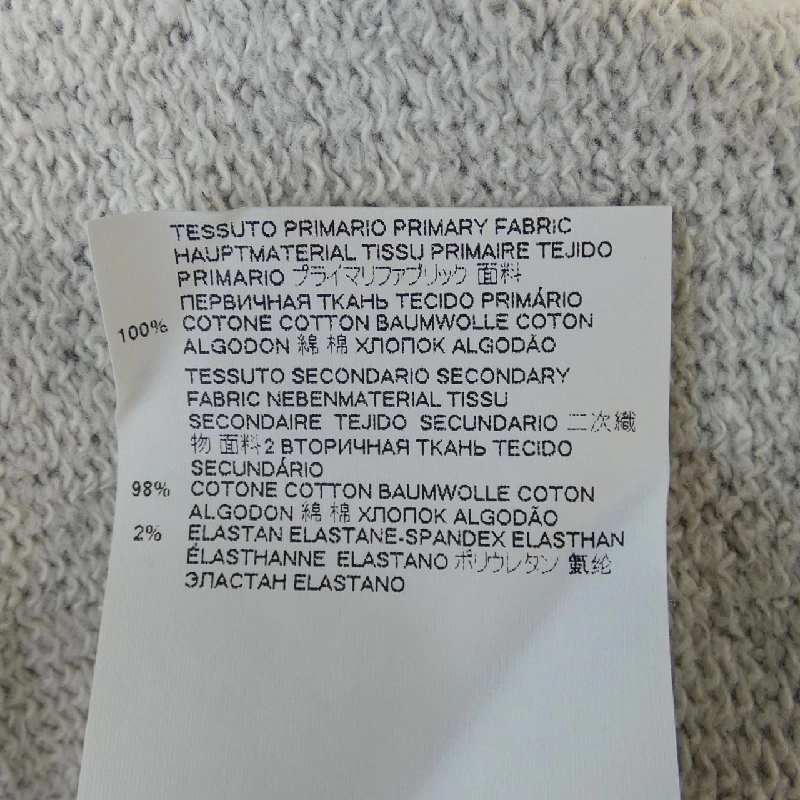 TESSUTO PRIMARIO PRIMARY FABRIC
HAUPTMATERIAL TISSU PRIMAIRE TEJIDO
PRIMARIO プライマリファブリック 面料
ПЕРВИЧНАЯ ТКАНЬ TECIDO PRIMÁRIO
100% COTONE COTTON BAUMWOLLE COTON
ALGODON 綿 棉 ХЛОПОК ALGODÃO
TESSUTO SECONDARIO SECONDARY
FABRIC NEBENMATERIAL TISSU
SECONDAIRE TEJIDO SECUNDARIO 二次織
物 面料2 ВТОРИЧНАЯ ТКАНЬ TECIDO
SECUNDÁRIO
98% COTONE COTTON BAUMWOLLE COTON
ALGODON 綿 棉 ХЛОПОК ALGODÃO
2% ELASTAN ELASTANE-SPANDEX ELASTHAN
ÉLASTHANNE ELASTANO ポリウレタン 氨纶
ЭЛАСТАН ELASTANO